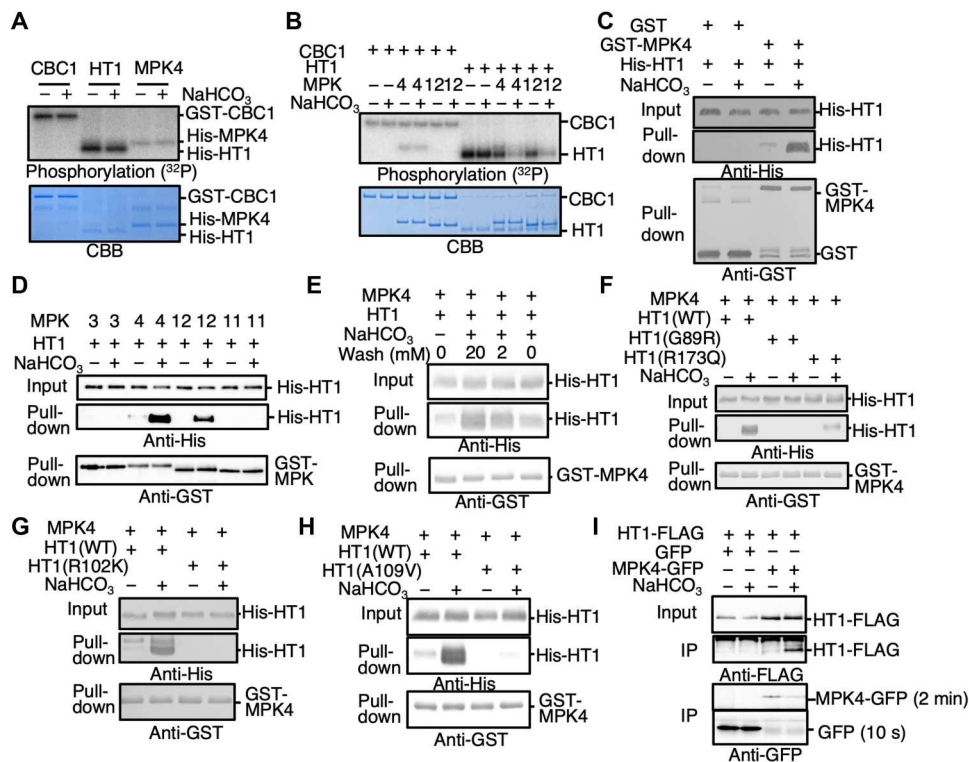 A
CBC1 HT1 MPK4
– + – + – + NaHCO3
GST-CBC1
His-MPK4
His-HT1
Phosphorylation (32P)
GST-CBC1
His-MPK4
His-HT1
CBB
B
CBC1 + + + + + +
HT1 + + + + + +
MPK – – 4 4 12 12 – – 4 4 12 12
NaHCO3 – + – + – + – + – + – +
CBC1
HT1
Phosphorylation (32P)
CBC1
HT1
CBB
C
GST + +
GST-MPK4 + +
His-HT1 + + + +
NaHCO3 – + – +
Input His-HT1
Pull-down His-HT1
Anti-His
Pull-down GST-MPK4
GST
Anti-GST
D
MPK 3 3 4 4 12 12 11 11
HT1 + + + + + + + +
NaHCO3 – + – + – + – +
Input His-HT1
Pull-down His-HT1
Anti-His
Pull-down GST-MPK
Anti-GST
E
MPK4 + + + +
HT1 + + + +
NaHCO3 – + + +
Wash (mM) 0 20 2 0
Input His-HT1
Pull-down His-HT1
Anti-His
Pull-down GST-MPK4
Anti-GST
F
MPK4 + + + + + +
HT1(WT) + +
HT1(G89R) + +
HT1(R173Q) + +
NaHCO3 – + – + – +
Input His-HT1
Pull-down His-HT1
Anti-His
Pull-down GST-MPK4
Anti-GST
G
MPK4 + + + +
HT1(WT) + +
HT1(R102K) + +
NaHCO3 – + – +
Input His-HT1
Pull-down His-HT1
Anti-His
Pull-down GST-MPK4
Anti-GST
H
MPK4 + + + +
HT1(WT) + +
HT1(A109V) + +
NaHCO3 – + – +
Input His-HT1
Pull-down His-HT1
Anti-His
Pull-down GST-MPK4
Anti-GST
I
HT1-FLAG + + + +
GFP + + – –
MPK4-GFP – – + +
NaHCO3 – + – +
Input HT1-FLAG
IP HT1-FLAG
Anti-FLAG
IP MPK4-GFP (2 min)
GFP (10 s)
Anti-GFP